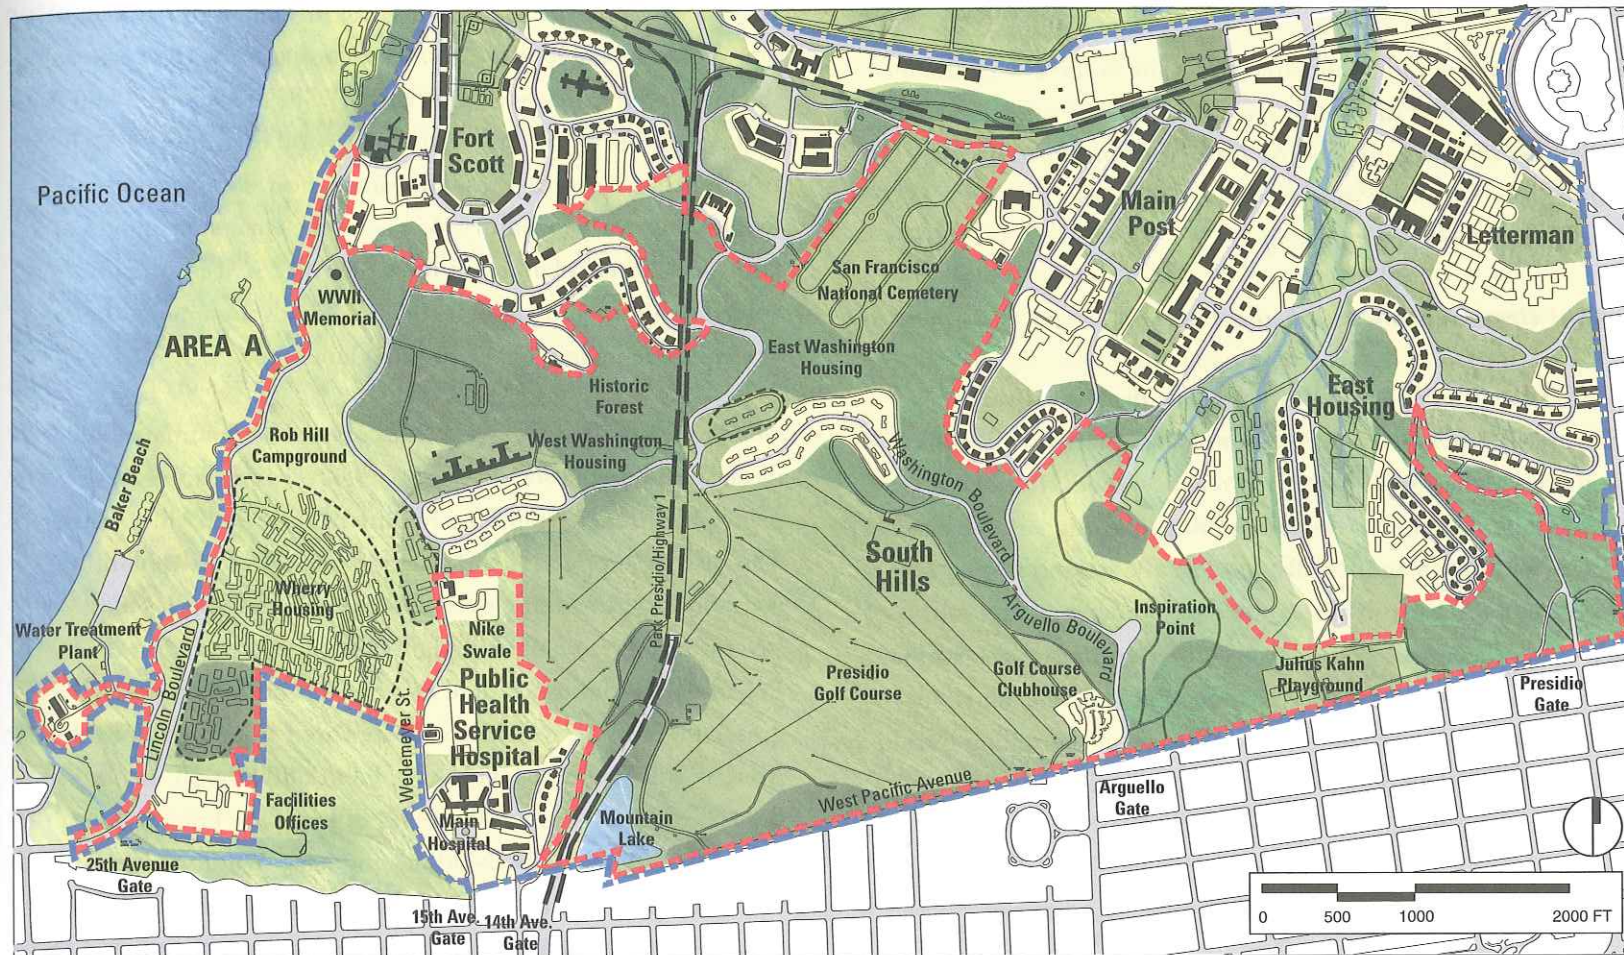 Pacific Ocean
Fort
Scott
Main
Post
Letterman
San Francisco
National Cemetery
WWII
Memorial
AREA A
East Washington
Housing
Historic
Forest
East
Housing
Rob Hill
Campground
West Washington
Housing
Baker Beach
Washington Boulevard
Park Presidio/Highway 1
South
Hills
Wherry
Housing
Arguello Boulevard
Inspiration
Point
Water Treatment
Plant
Nike
Swale
Lincoln Boulevard
Wedemeyer St.
Public
Health
Service
Hospital
Presidio
Golf Course
Golf Course
Clubhouse
Julius Kahn
Playground
Presidio
Gate
West Pacific Avenue
Arguello
Gate
Facilities
Offices
Main
Hospital
Mountain
Lake
25th Avenue
Gate
15th Ave.
Gate
14th Ave.
Gate
0 500 1000 2000 FT